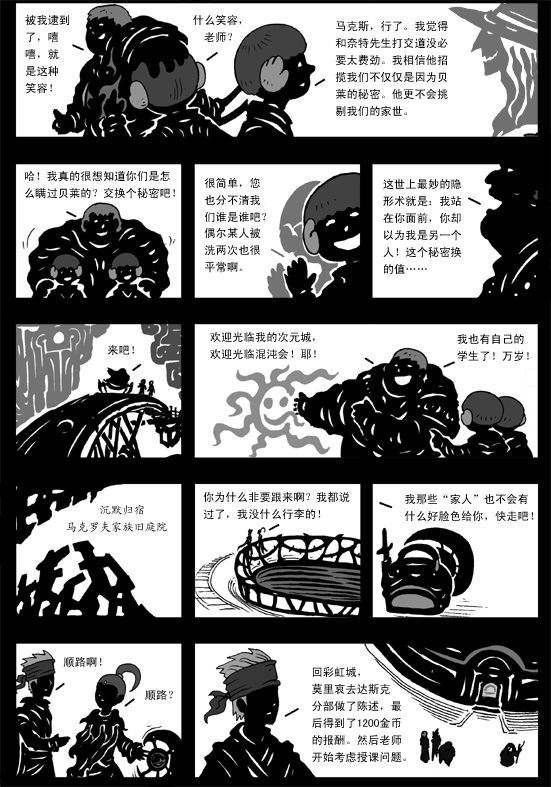 被我逮到
了，嘻
嘻，就
是这种
笑容！
什么笑容，
老师？
马克斯，行了。我觉得
和奈特先生打交道没必
要太费劲。我相信他招
揽我们不仅仅是因为贝
莱的秘密。他更不会挑
剔我们的家世。
哈！我真的很想知道你们是怎
么瞒过贝莱的？交换个秘密吧！
很简单，您
也分不清我
们谁是谁吧？
偶尔某人被
洗两次也很
平常啊。
这世上最妙的隐
形术就是：我站
在你面前，你却
以为我是另一个
人！这个秘密换
的值……
来吧！
欢迎光临我的次元城，
欢迎光临混沌会！耶！
我也有自己的
学生了！万岁！
沉默归宿
马克罗夫家族旧庭院
你为什么非要跟来啊？我都说
过了，我没什么行李的！
我那些“家人”也不会有
什么好脸色给你，快走吧！
顺路啊！
顺路？
回彩虹城，
莫里哀去达斯克
分部做了陈述，最
后得到了1200金币
的报酬。然后老师
开始考虑授课问题。